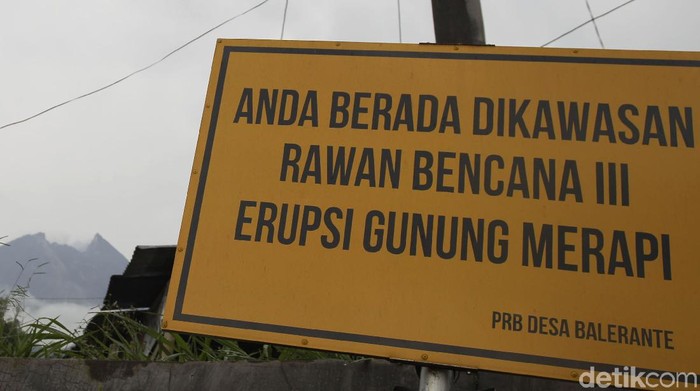 ANDA BERADA DIKAWASAN
RAWAN BENCANA III
ERUPSI GUNUNG MERAPI
PRB DESA BALERANTE
detikcom